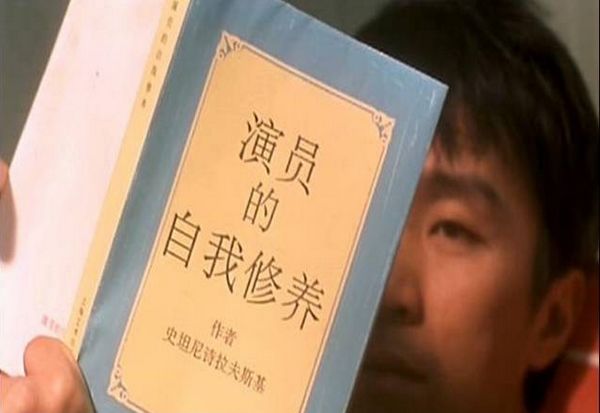 演员
的
自我修养
作者
史坦尼诗拉夫斯基